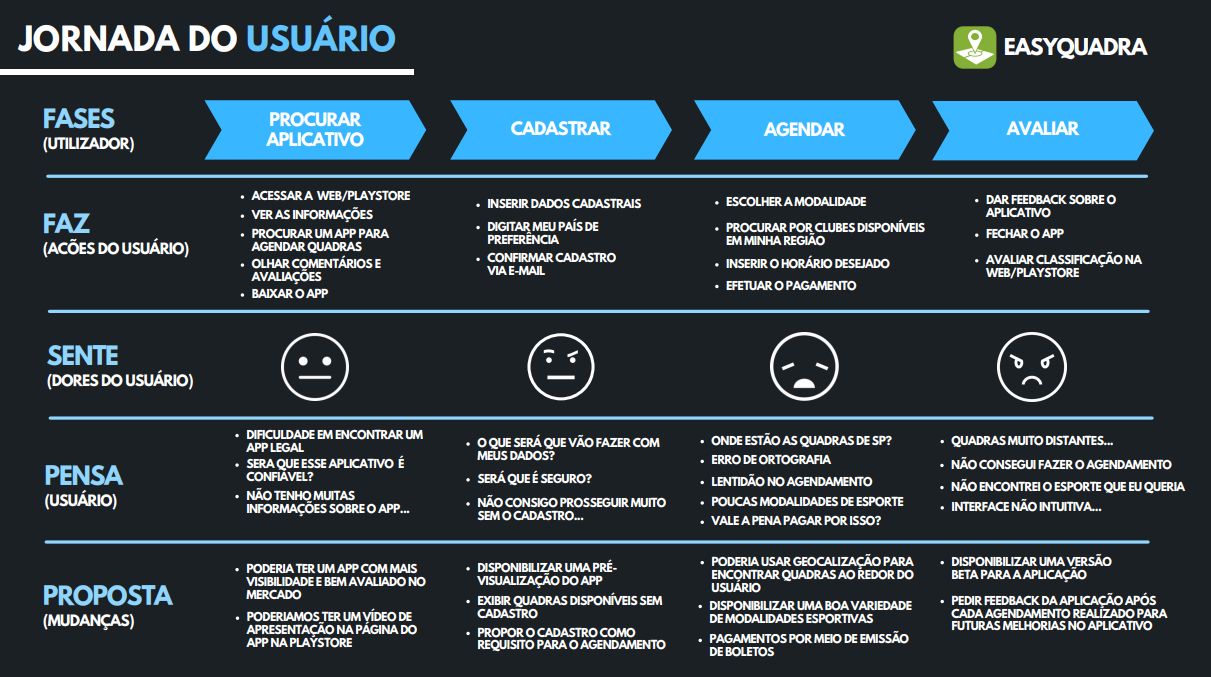 JORNADA DO USUÁRIO
EASYQUADRA
FASES
(UTILIZADOR)
PROCURAR
APLICATIVO
CADASTRAR
AGENDAR
AVALIAR
FAZ
(ACÕES DO USUÁRIO)
• ACESSAR A WEB/PLAYSTORE
• VER AS INFORMAÇÕES
• PROCURAR UM APP PARA
AGENDAR QUADRAS
• OLHAR COMENTÁRIOS E
AVALIAÇÕES
• BAIXAR O APP
• INSERIR DADOS CADASTRAIS
• DIGITAR MEU PAÍS DE
PREFERÊNCIA
• CONFIRMAR CADASTRO
VIA E-MAIL
• ESCOLHER A MODALIDADE
• PROCURAR POR CLUBES DISPONÍVEIS
EM MINHA REGIÃO
• INSERIR O HORÁRIO DESEJADO
• EFETUAR O PAGAMENTO
• DAR FEEDBACK SOBRE O
APLICATIVO
• FECHAR O APP
• AVALIAR CLASSIFICAÇÃO NA
WEB/PLAYSTORE
SENTE
(DORES DO USUÁRIO)
PENSA
(USUÁRIO)
• DIFICULDADE EM ENCONTRAR UM
APP LEGAL
• SERA QUE ESSE APLICATIVO É
CONFIÁVEL?
• NÃO TENHO MUITAS
INFORMAÇÕES SOBRE O APP...
• O QUE SERÁ QUE VÃO FAZER COM
MEUS DADOS?
• SERÁ QUE É SEGURO?
• NÃO CONSIGO PROSSEGUIR MUITO
SEM O CADASTRO...
• ONDE ESTÃO AS QUADRAS DE SP?
• ERRO DE ORTOGRAFIA
• LENTIDÃO NO AGENDAMENTO
• POUCAS MODALIDADES DE ESPORTE
• VALE A PENA PAGAR POR ISSO?
• QUADRAS MUITO DISTANTES...
• NÃO CONSEGUI FAZER O AGENDAMENTO
• NÃO ENCONTREI O ESPORTE QUE EU QUERIA
• INTERFACE NÃO INTUITIVA...
PROPOSTA
(MUDANÇAS)
• PODERIA TER UM APP COM MAIS
VISIBILIDADE E BEM AVALIADO NO
MERCADO
• PODERIAMOS TER UM VÍDEO DE
APRESENTAÇÃO NA PÁGINA DO
APP NA PLAYSTORE
• DISPONIBILIZAR UMA PRÉ-
VISUALIZAÇÃO DO APP
• EXIBIR QUADRAS DISPONÍVEIS SEM
CADASTRO
• PROPOR O CADASTRO COMO
REQUISITO PARA O AGENDAMENTO
• PODERIA USAR GEOCALIZAÇÃO PARA
ENCONTRAR QUADRAS AO REDOR DO
USUÁRIO
• DISPONIBILIZAR UMA BOA VARIEDADE
DE MODALIDADES ESPORTIVAS
• PAGAMENTOS POR MEIO DE EMISSÃO
DE BOLETOS
• DISPONIBILIZAR UMA VERSÃO
BETA PARA A APLICAÇÃO
• PEDIR FEEDBACK DA APLICAÇÃO APÓS
CADA AGENDAMENTO REALIZADO PARA
FUTURAS MELHORIAS NO APLICATIVO